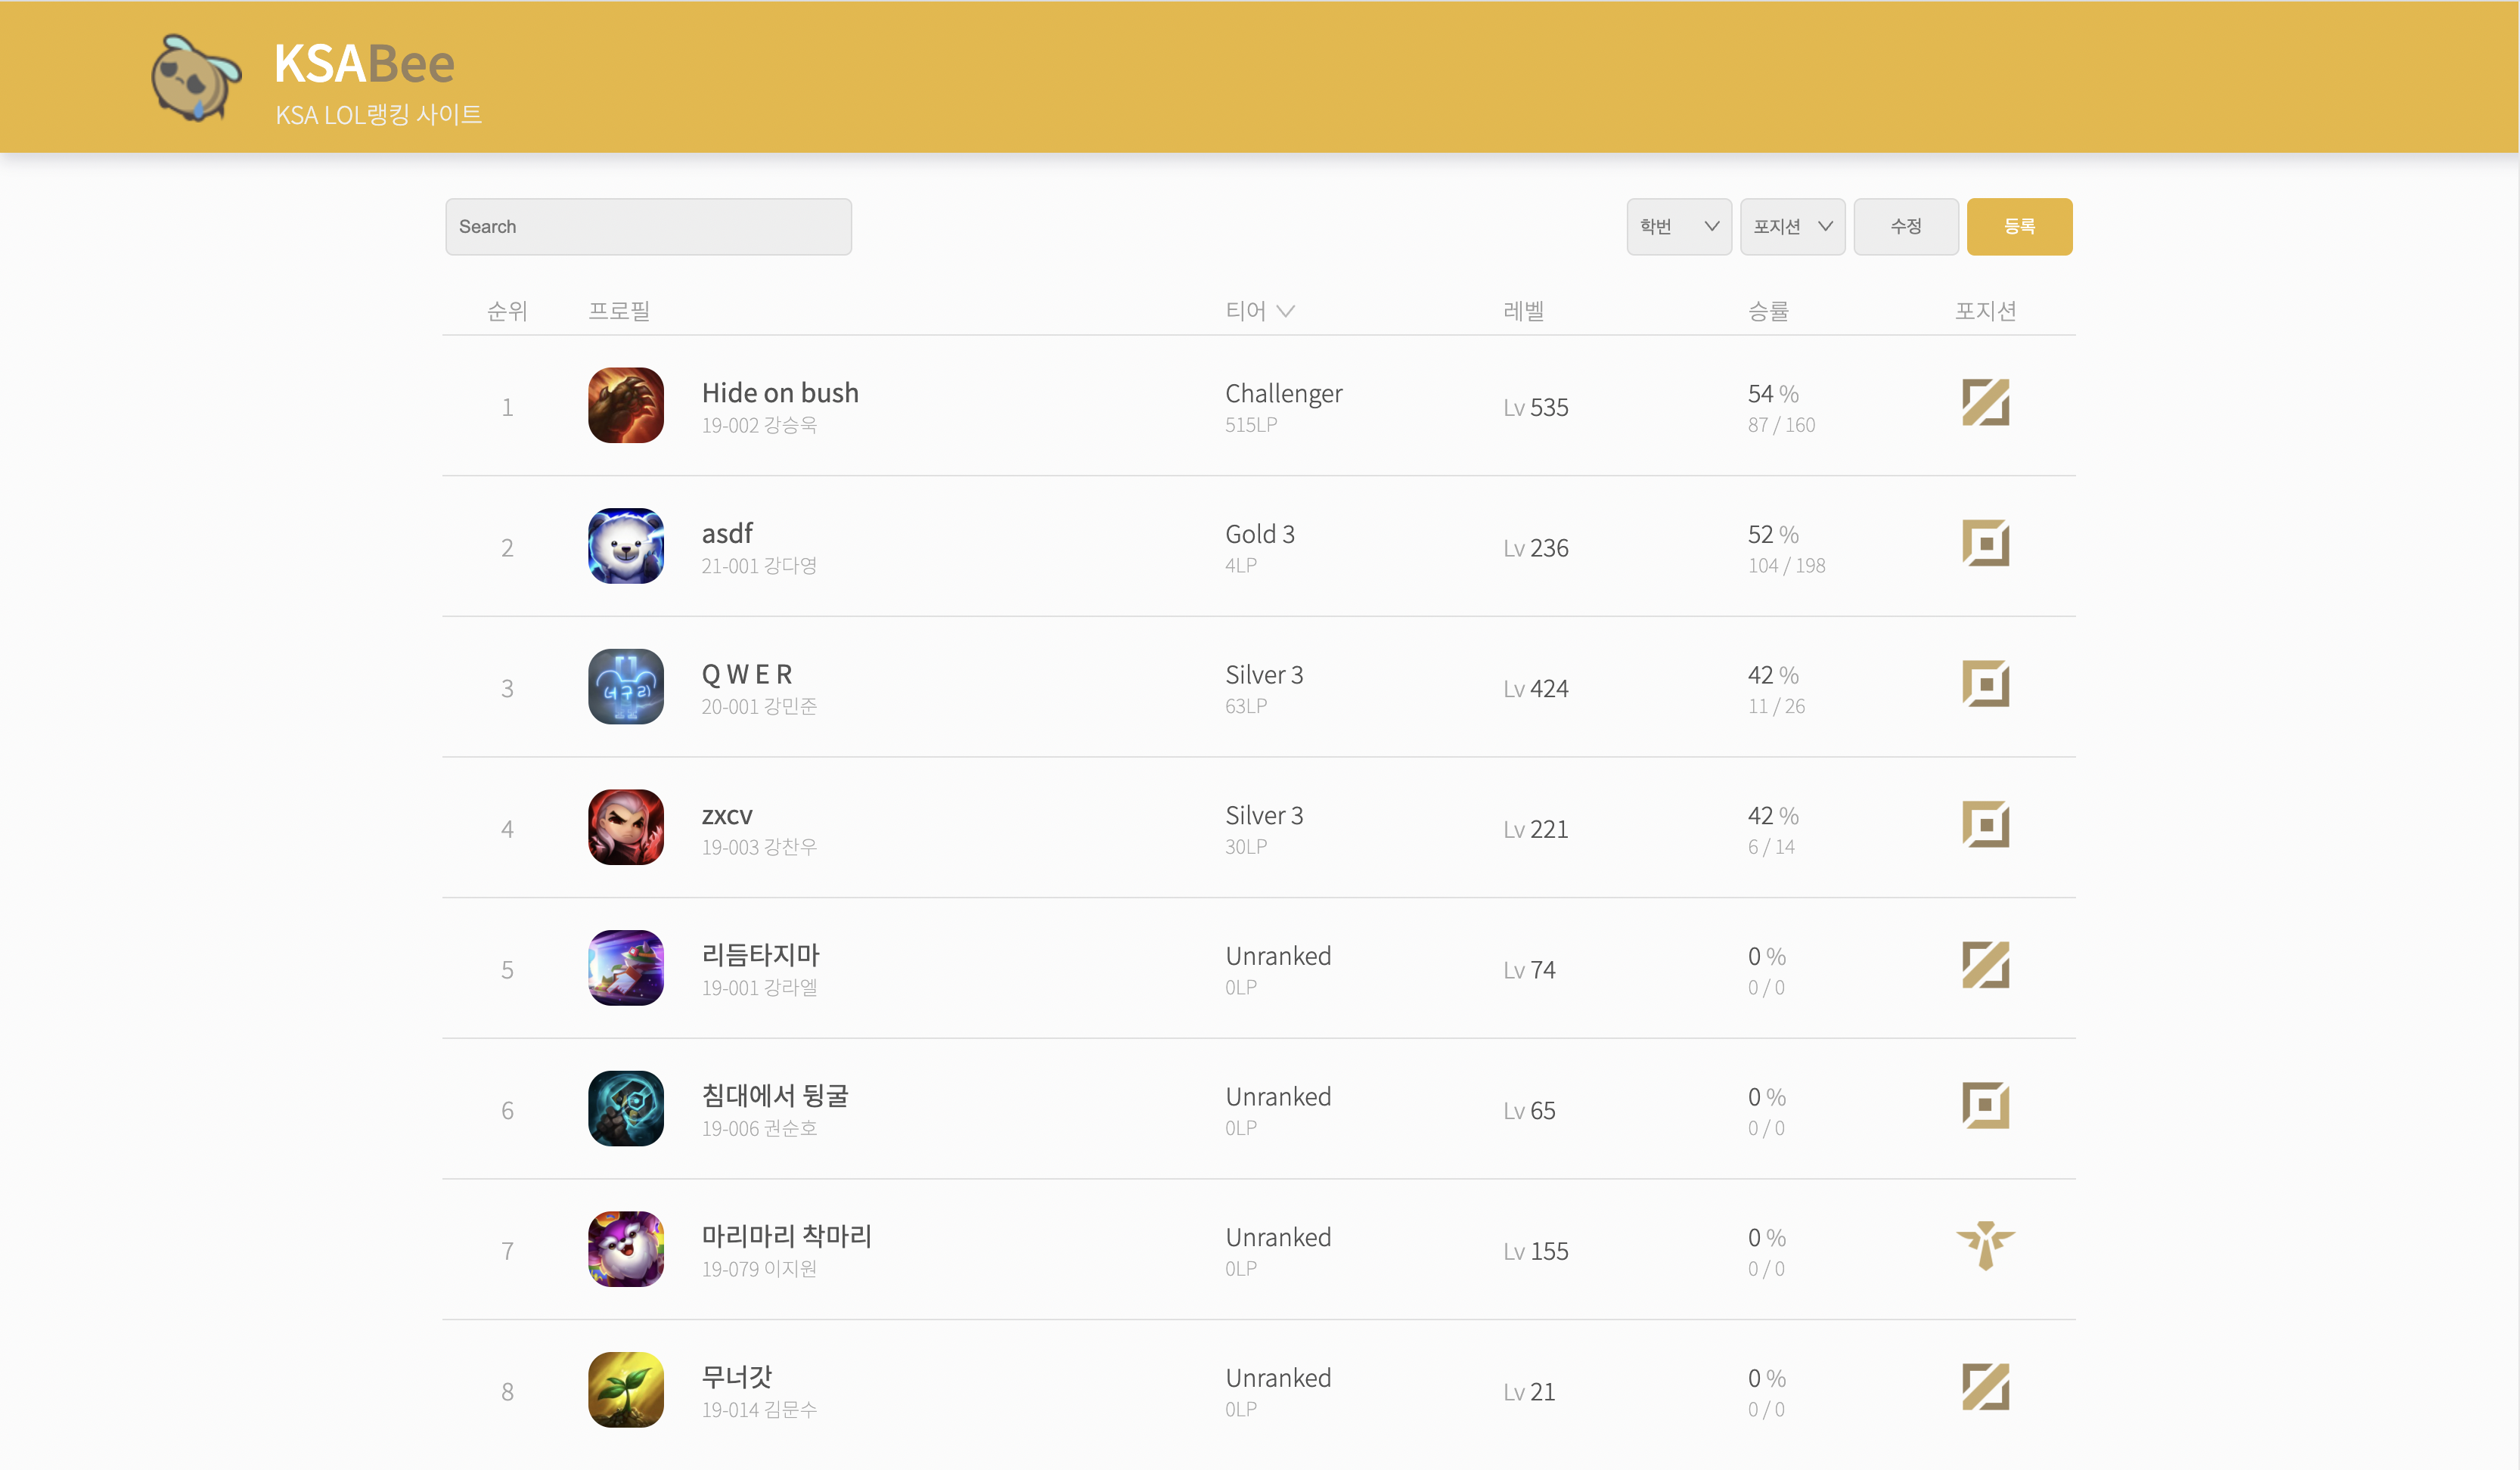 KSABee
KSA LOL랭킹 사이트
Search
학번
포지션
수정
등록
순위 프로필 티어 레벨 승률 포지션
1 Hide on bush Challenger Lv 535 54 %
19-002 강승욱 515LP 87 / 160
2 asdf Gold 3 Lv 236 52 %
21-001 강다영 4LP 104 / 198
너구리
3 Q W E R Silver 3 Lv 424 42 %
20-001 강민준 63LP 11 / 26
4 zxcv Silver 3 Lv 221 42 %
19-003 강찬우 30LP 6 / 14
5 리듬타지마 Unranked Lv 74 0 %
19-001 강라엘 0LP 0 / 0
6 침대에서 뒹굴 Unranked Lv 65 0 %
19-006 권순호 0LP 0 / 0
7 마리마리 착마리 Unranked Lv 155 0 %
19-079 이지원 0LP 0 / 0
8 무너갓 Unranked Lv 21 0 %
19-014 김문수 0LP 0 / 0